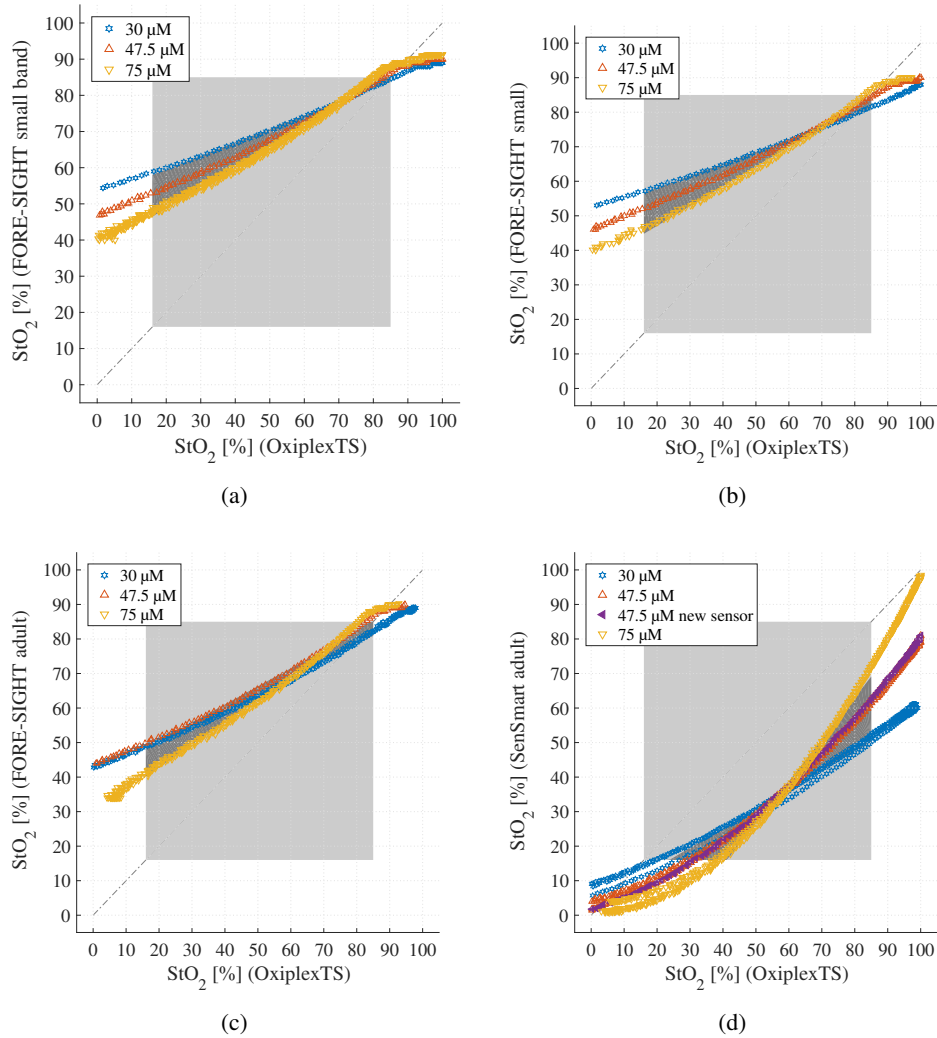 30 µM
47.5 µM
75 µM
100
90
80
70
60
50
40
30
20
10
0
StO2 [%] (FORE-SIGHT small band)
0 10 20 30 40 50 60 70 80 90 100
StO2 [%] (OxiplexTS)
(a)
30 µM
47.5 µM
75 µM
100
90
80
70
60
50
40
30
20
10
0
StO2 [%] (FORE-SIGHT small)
0 10 20 30 40 50 60 70 80 90 100
StO2 [%] (OxiplexTS)
(b)
30 µM
47.5 µM
75 µM
100
90
80
70
60
50
40
30
20
10
0
StO2 [%] (FORE-SIGHT adult)
0 10 20 30 40 50 60 70 80 90 100
StO2 [%] (OxiplexTS)
(c)
30 µM
47.5 µM
47.5 µM new sensor
75 µM
100
90
80
70
60
50
40
30
20
10
0
StO2 [%] (SenSmart adult)
0 10 20 30 40 50 60 70 80 90 100
StO2 [%] (OxiplexTS)
(d)